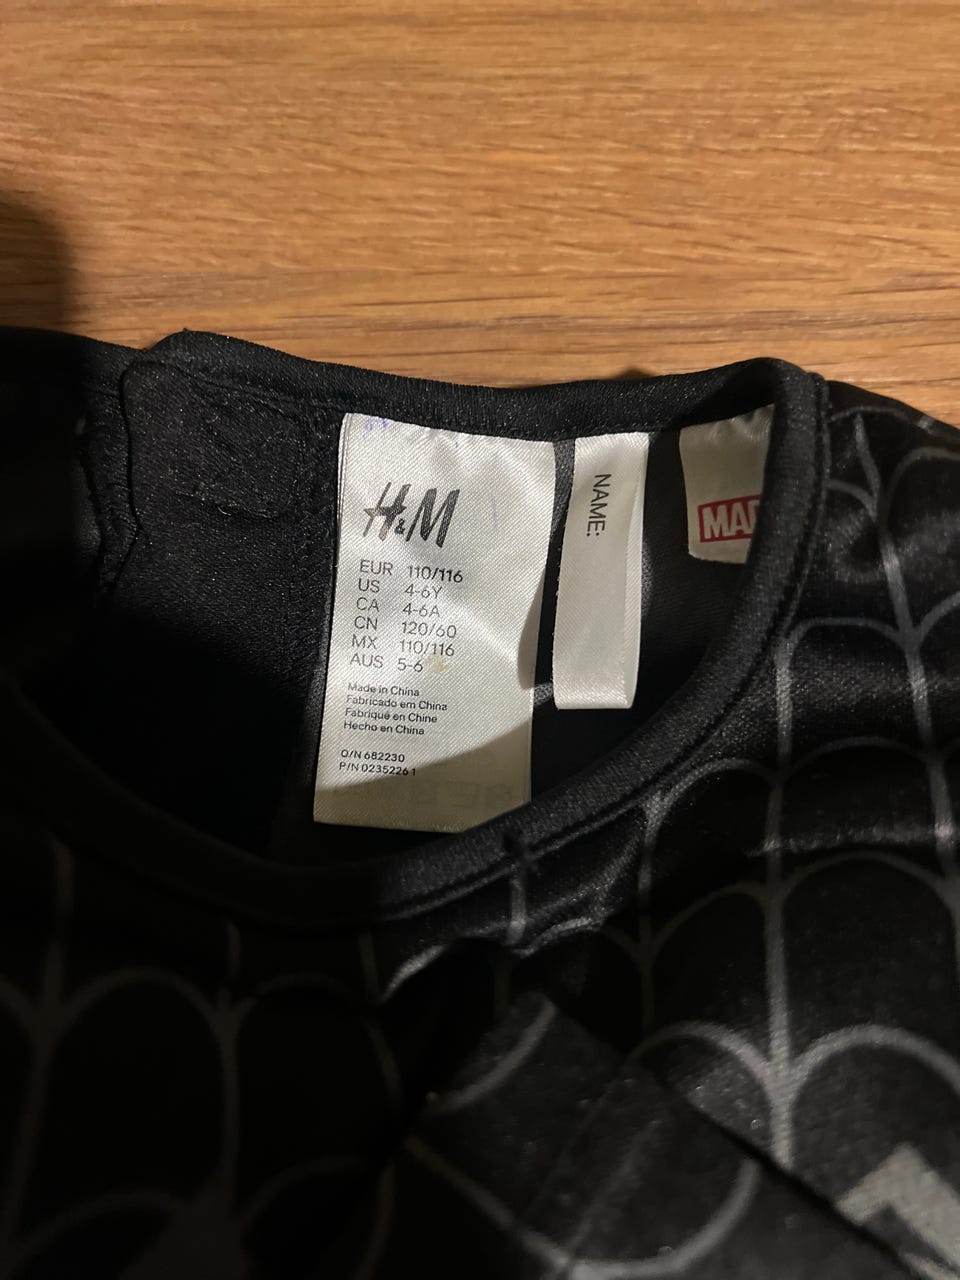 H&M
EUR 110/116
US 4-6Y
CA 4-6A
CN 120/60
MX 110/116
AUS 5-6
Made in China
Fabricado em China
Fabriqué en Chine
Hecho en China
O/N 682230
P/N 02352261
NAME:
MAR